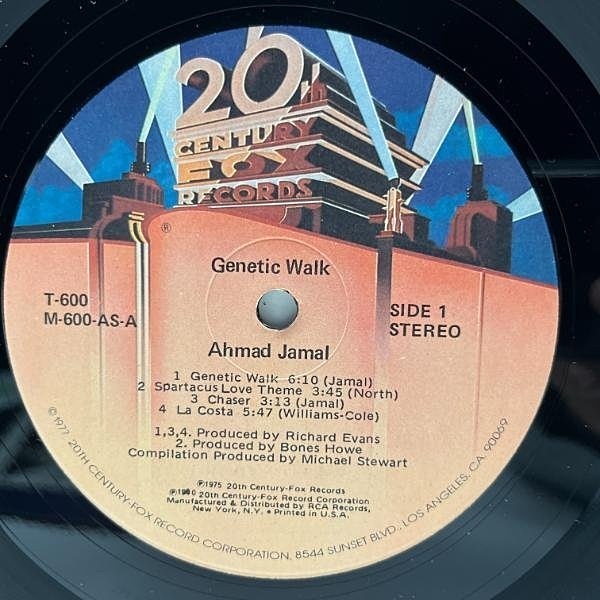 20th
CENTURY
FOX
RECORDS
®
Genetic Walk
T-600
M-600-AS-A
SIDE 1
STEREO
Ahmad Jamal
1 Genetic Walk 6:10 (Jamal)
2 Spartacus Love Theme 3:45 (North)
3 Chaser 3:13 (Jamal)
4 La Costa 5:47 (Williams-Cole)
1,3,4. Produced by Richard Evans
2. Produced by Bones Howe
Compilation Produced by Michael Stewart
℗1975 20th Century-Fox Records
20th Century-Fox Record Corporation
Manufactured & Distributed by RCA Records,
New York, N.Y. • Printed in U.S.A.
©1977 20TH CENTURY-FOX RECORD CORPORATION, 8544 SUNSET BLVD., LOS ANGELES, CA 90069